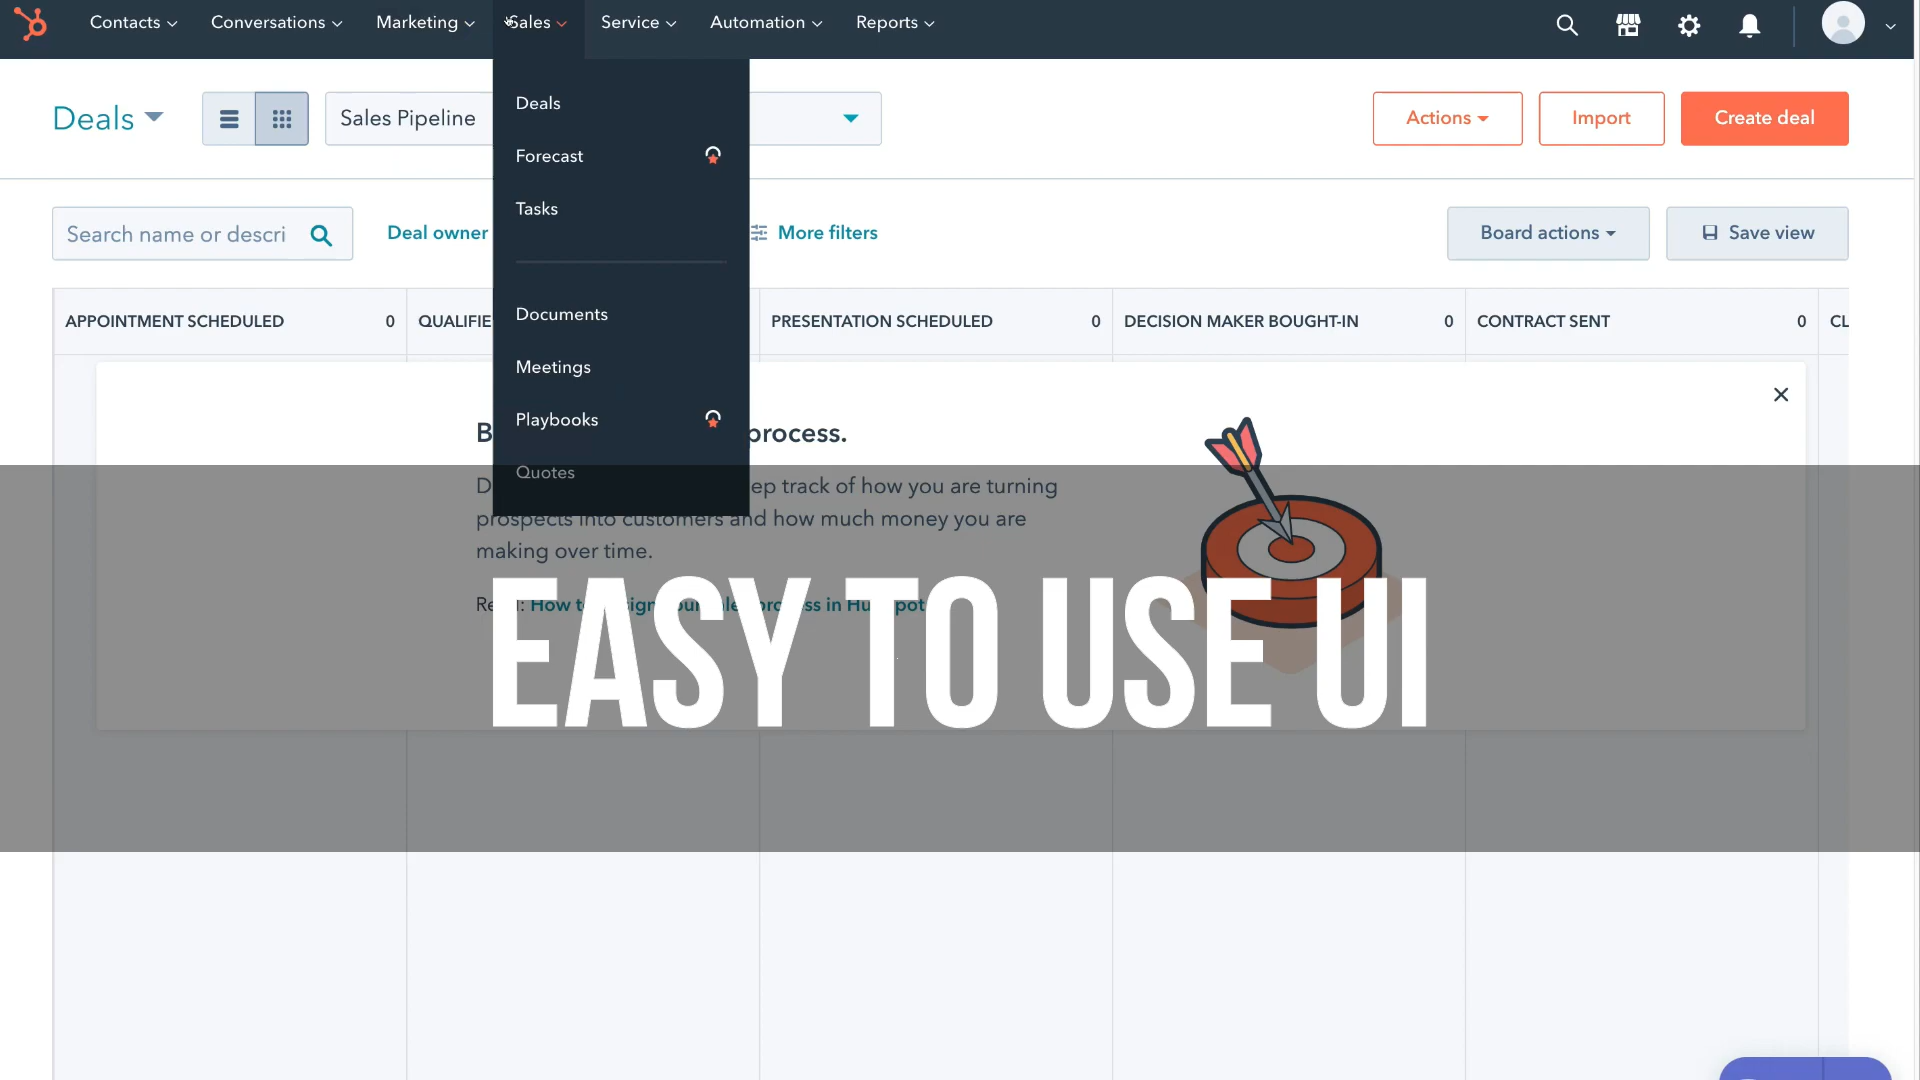 Contacts Conversations Marketing Sales Service Automation Reports
Deals
Sales Pipeline
Actions
Import
Create deal
Deals
Forecast
Tasks
Documents
Meetings
Playbooks
Quotes
Search name or descri
Deal owner
More filters
Board actions
Save view
APPOINTMENT SCHEDULED 0
PRESENTATION SCHEDULED 0
DECISION MAKER BOUGHT-IN 0
CONTRACT SENT 0
process.
track of how you are turning
prospects into customers and how much money you are
making over time.
How in
EASY TO USE UI